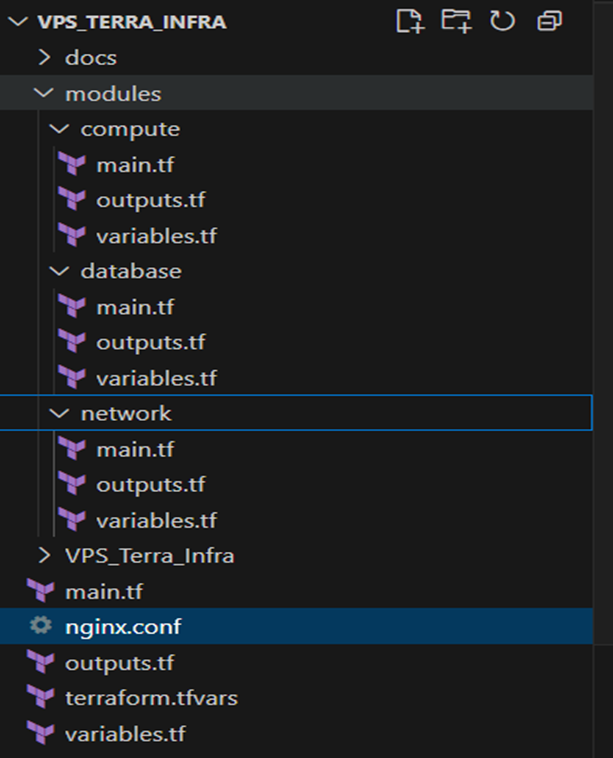 VPS_TERRA_INFRA
docs
modules
compute
main.tf
outputs.tf
variables.tf
database
main.tf
outputs.tf
variables.tf
network
main.tf
outputs.tf
variables.tf
VPS_Terra_Infra
main.tf
nginx.conf
outputs.tf
terraform.tfvars
variables.tf